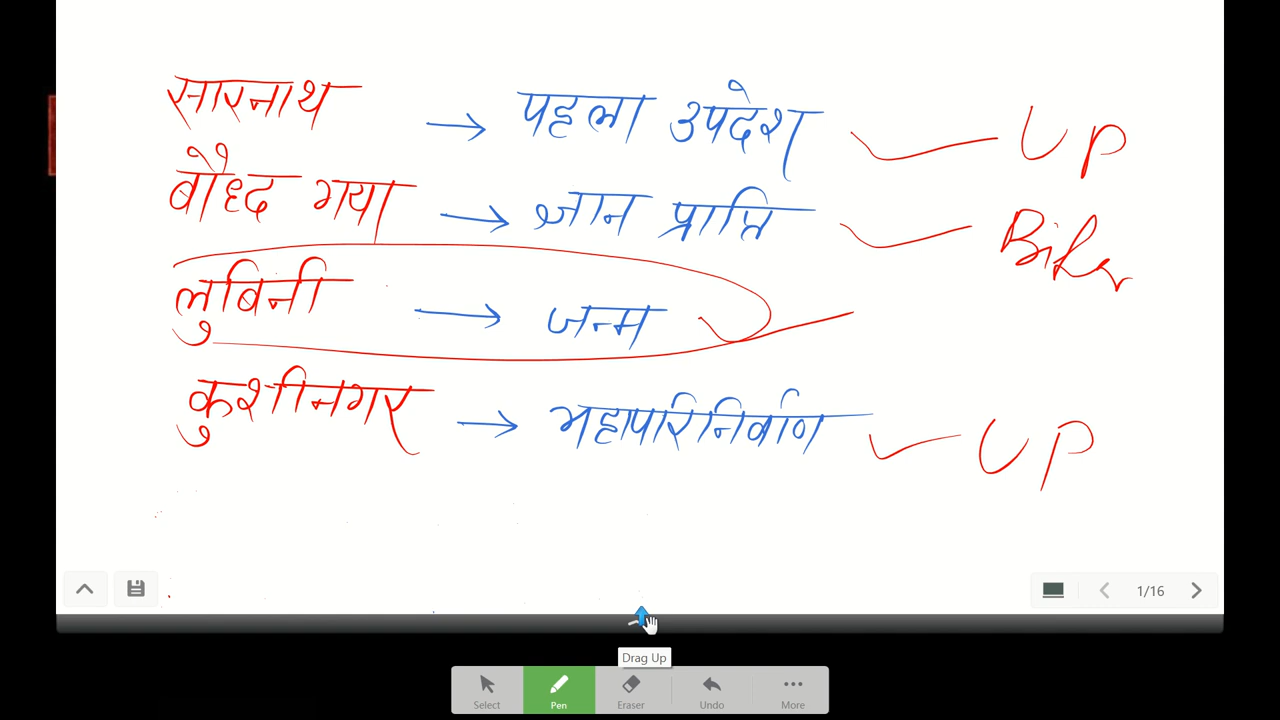 सारनाथ → पहला उपदेश UP
बौध्द गया → ज्ञान प्राप्ति Bihar
लुबिनी → जन्म
कुशीनगर → महापरिनिर्वाण UP
1/16
Drag Up
Select Pen Eraser Undo More